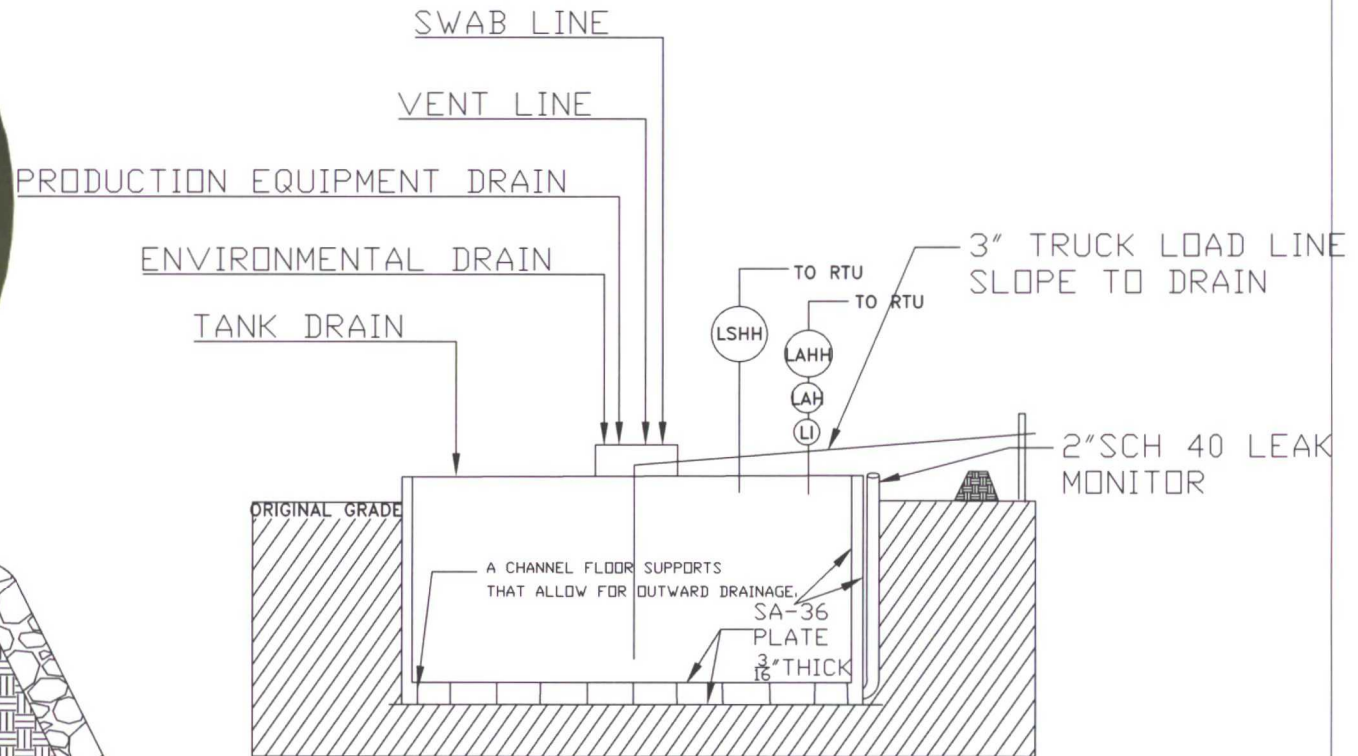 SWAB LINE
VENT LINE
PRODUCTION EQUIPMENT DRAIN
ENVIRONMENTAL DRAIN
TANK DRAIN
3" TRUCK LOAD LINE
SLOPE TO DRAIN
TO RTU
TO RTU
LSHH
LAHH
LAH
LI
2"SCH 40 LEAK
MONITOR
ORIGINAL GRADE
A CHANNEL FLOOR SUPPORTS
THAT ALLOW FOR OUTWARD DRAINAGE.
SA-36
PLATE
3/16" THICK